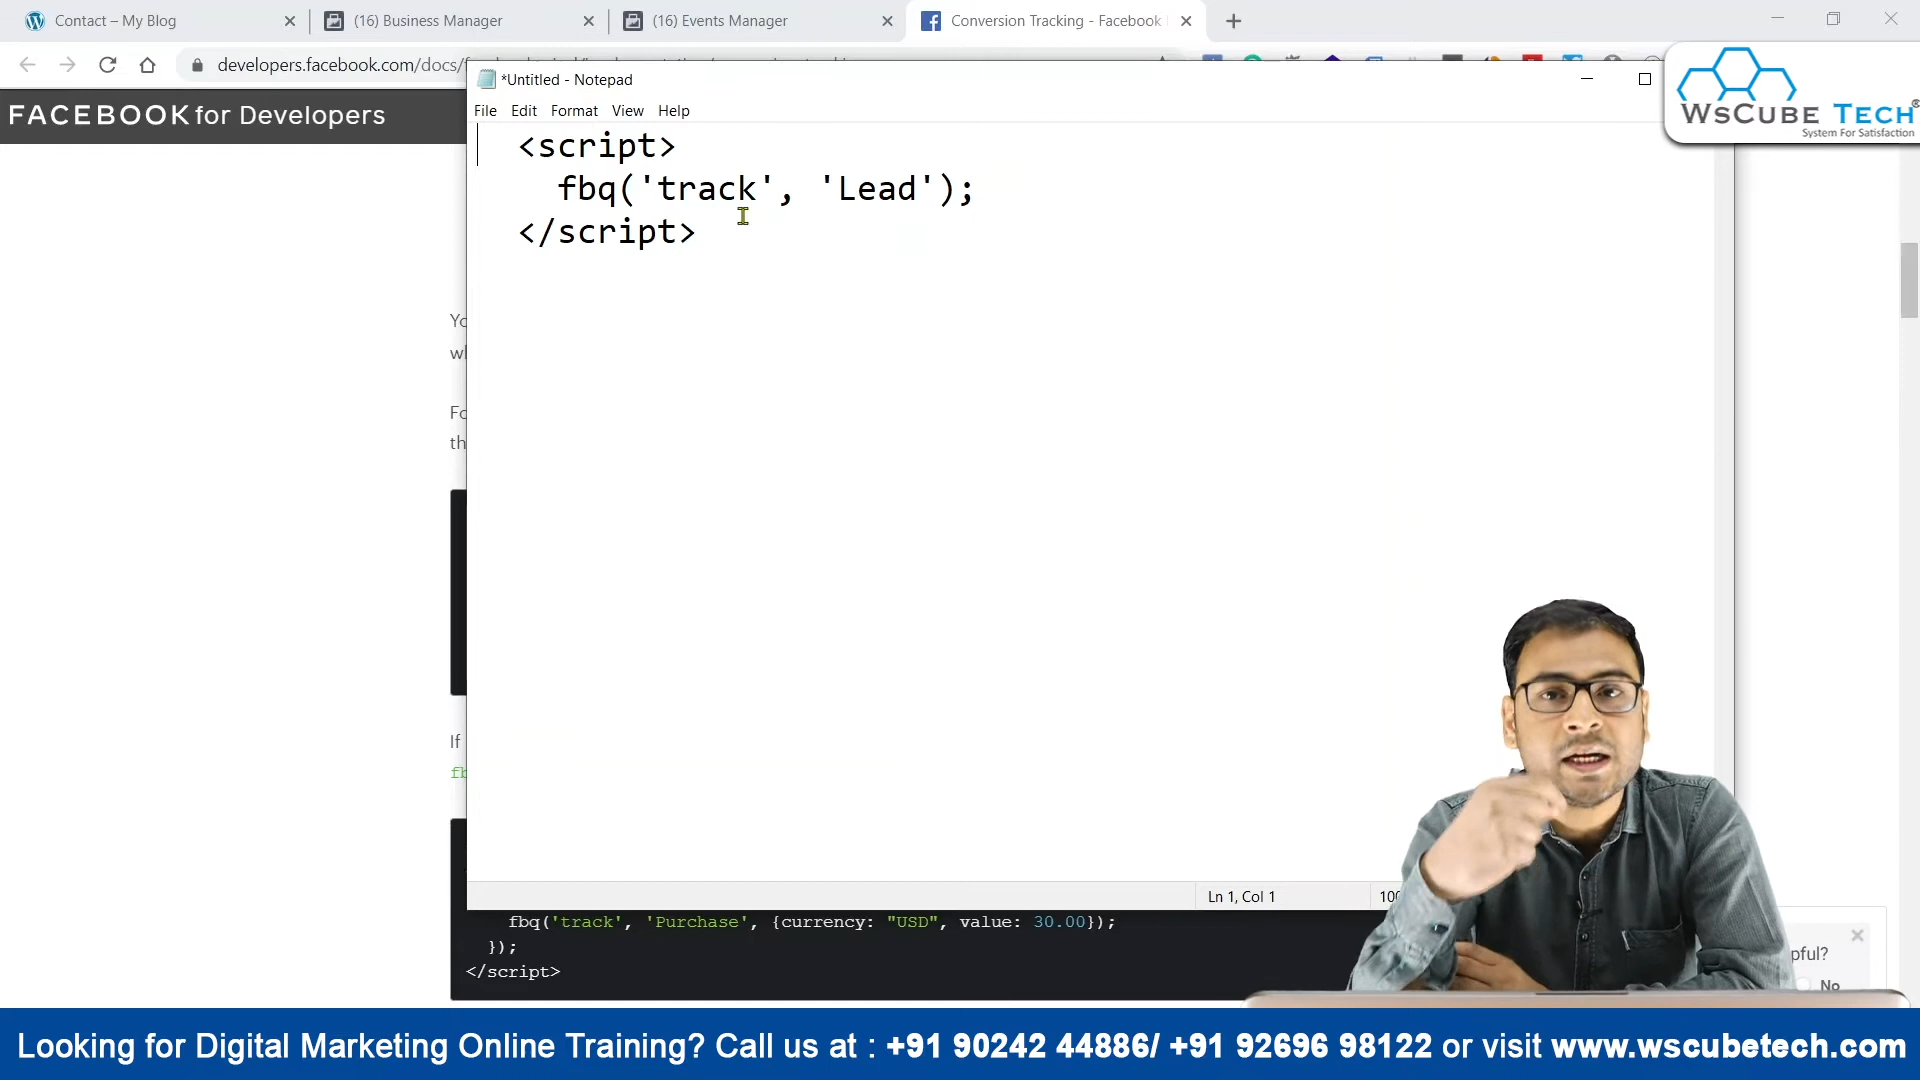 Contact – My Blog
(16) Business Manager
(16) Events Manager
Conversion Tracking - Facebook
developers.facebook.com/docs/
*Untitled - Notepad
WsCube Tech®
System For Satisfaction
FACEBOOK for Developers
File Edit Format View Help
<script>
fbq('track', 'Lead');
</script>
If
Ln 1, Col 1
fbq('track', 'Purchase', {currency: "USD", value: 30.00});
});
</script>
pful?
No
Looking for Digital Marketing Online Training? Call us at : +91 90242 44886/ +91 92696 98122 or visit www.wscubetech.com